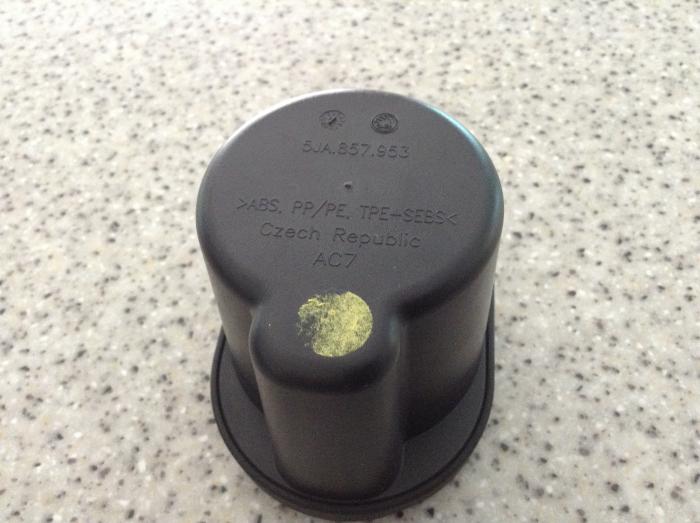 5JA.857.953
>ABS, PP/PE, TPE-SEBS<
Czech Republic
AC7